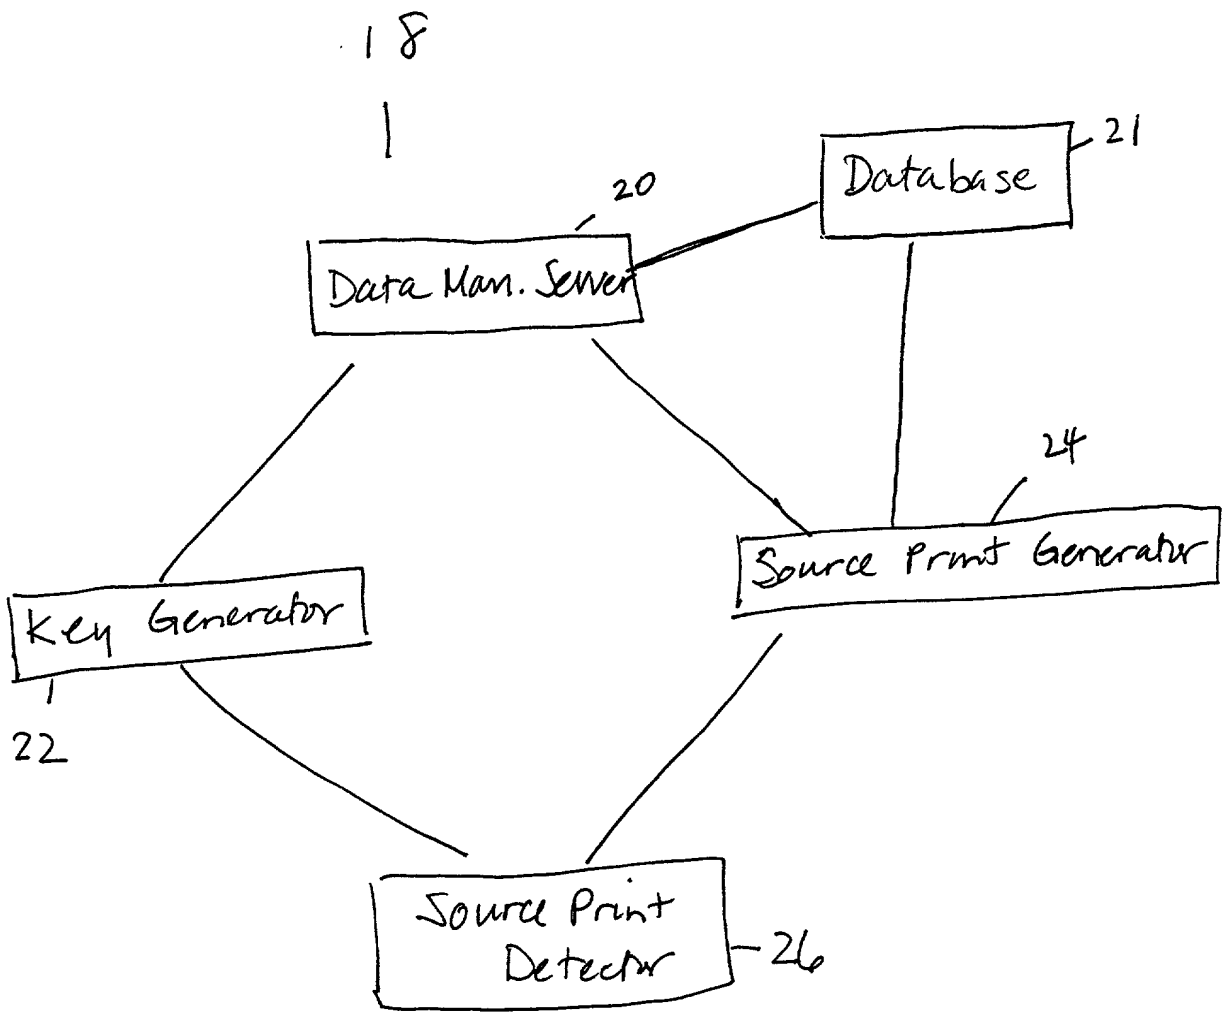 18
21
Database
20
Data Man. Server
24
Source Print Generator
Key Generator
22
Source Print
Detector
26